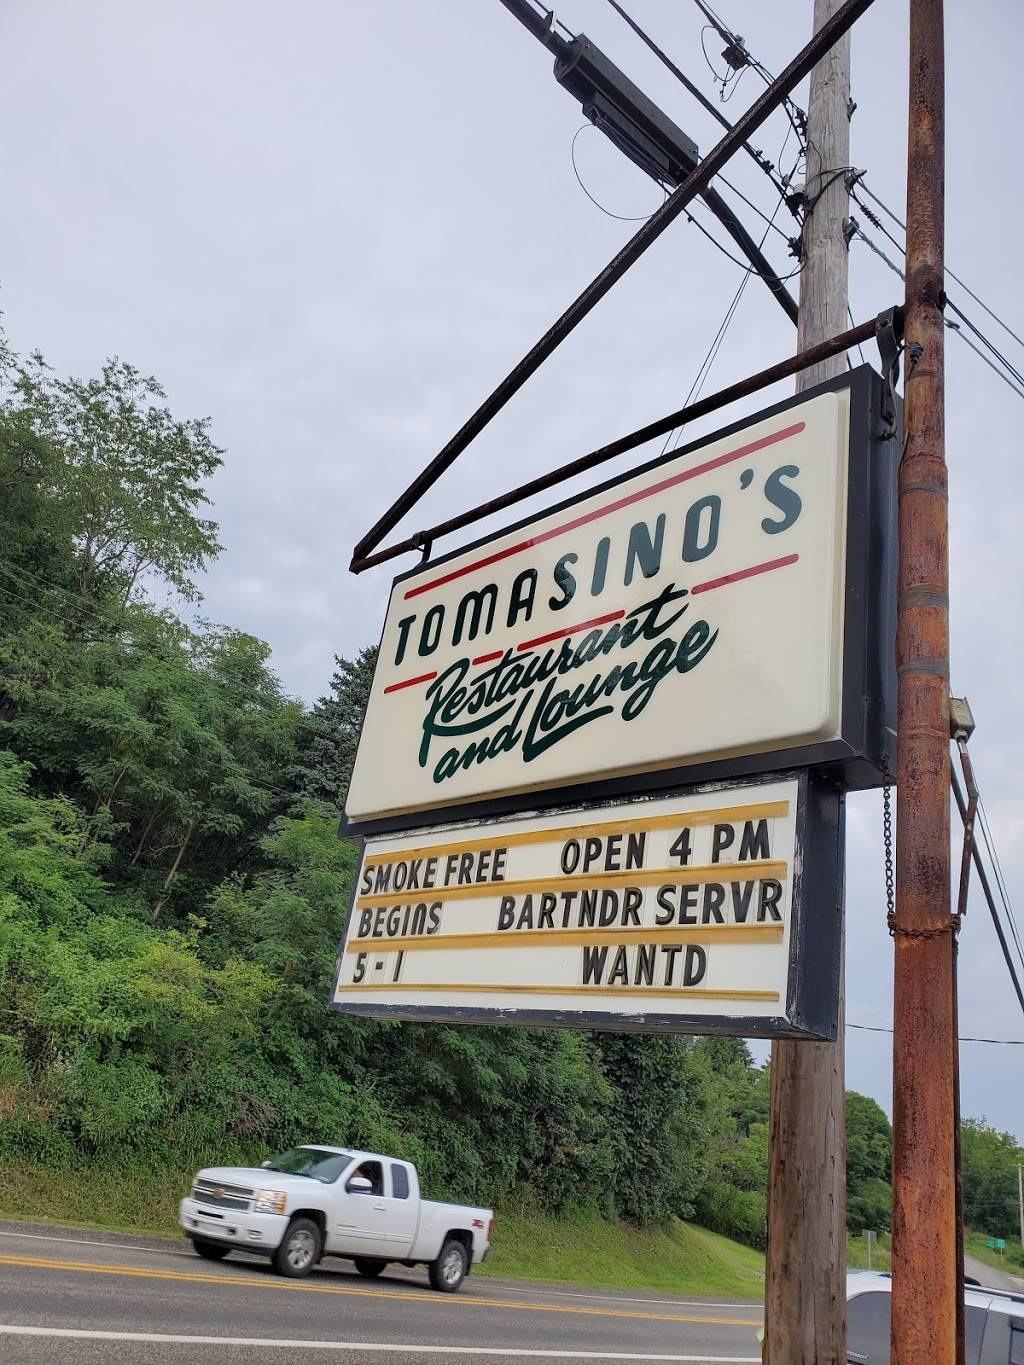 TOMASINO'S
Restaurant
and Lounge
SMOKE FREE OPEN 4 PM
BEGINS BARTNDR SERVR
5-1 WANTD